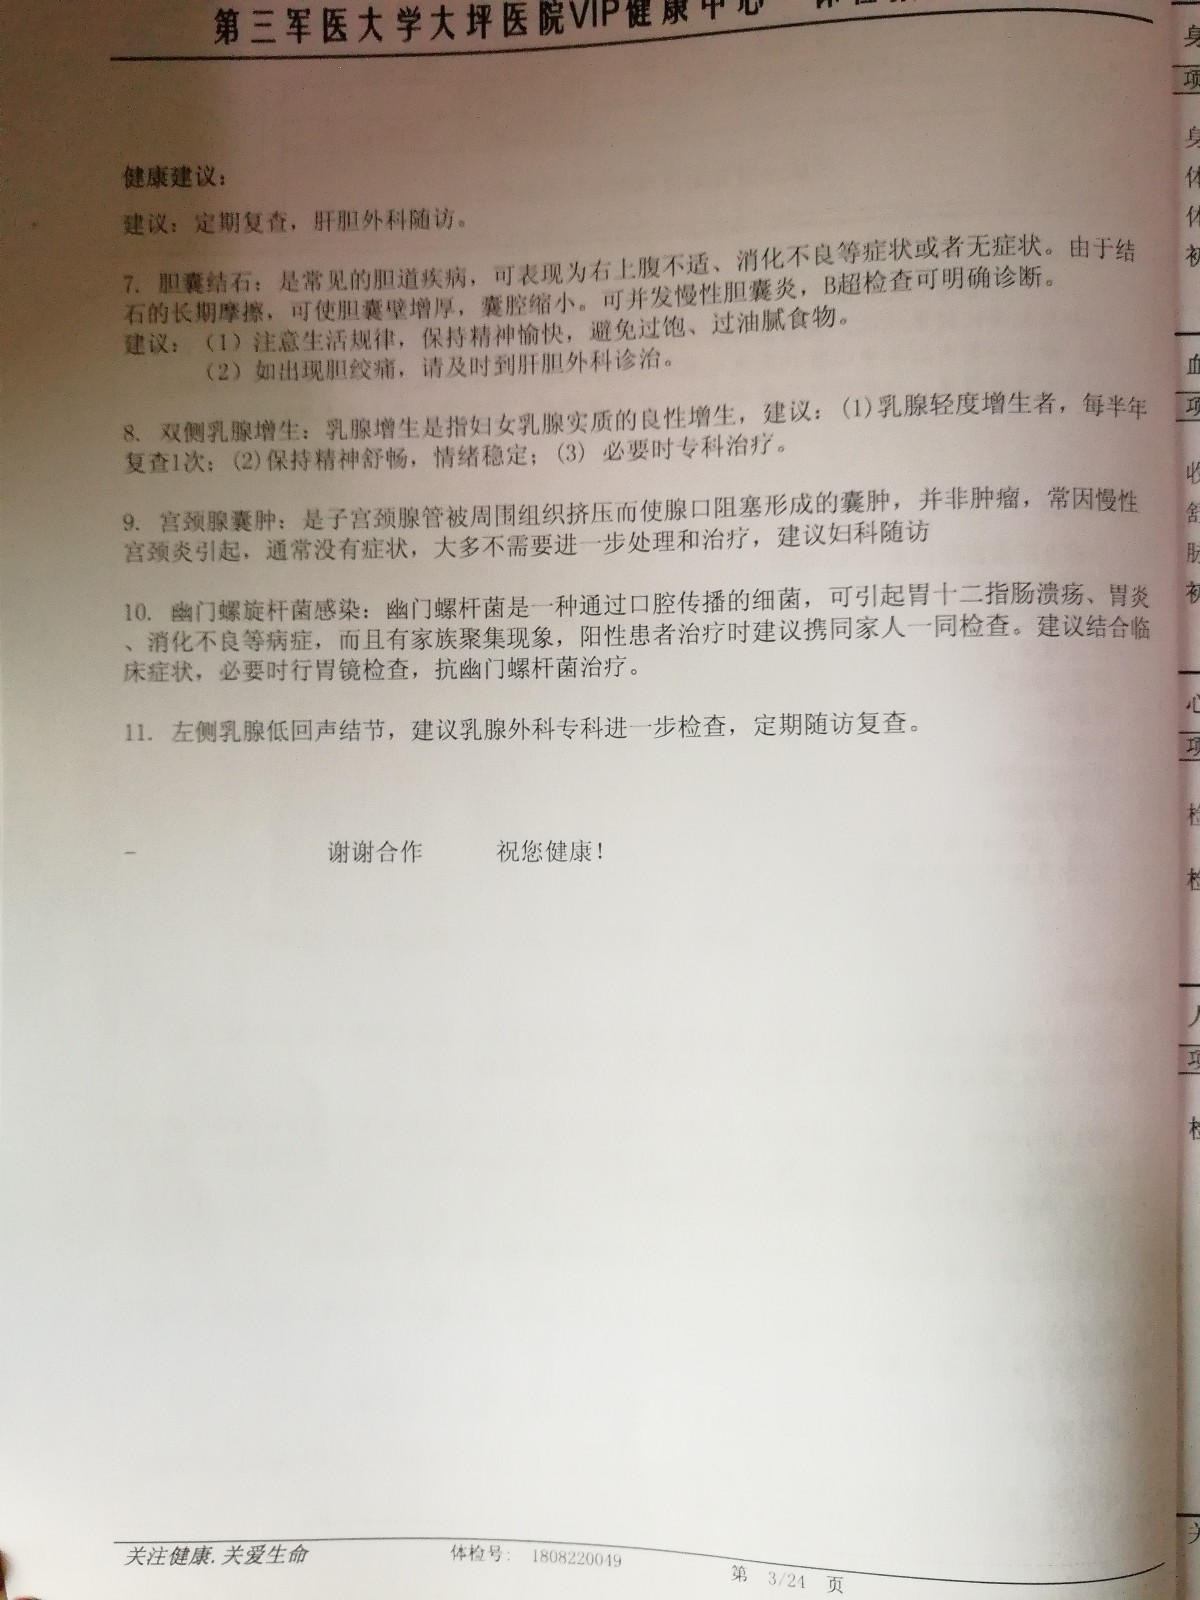 第三军医大学大坪医院VIP健康中心
健康建议：
建议：定期复查，肝胆外科随访。
7. 胆囊结石：是常见的胆道疾病，可表现为右上腹不适、消化不良等症状或者无症状。由于结
石的长期摩擦，可使胆囊壁增厚，囊腔缩小。可并发慢性胆囊炎，B超检查可明确诊断。
建议：（1）注意生活规律，保持精神愉快，避免过饱、过油腻食物。
（2）如出现胆绞痛，请及时到肝胆外科诊治。
8. 双侧乳腺增生：乳腺增生是指妇女乳腺实质的良性增生，建议：(1)乳腺轻度增生者，每半年
复查1次；(2)保持精神舒畅，情绪稳定；(3) 必要时专科治疗。
9. 宫颈腺囊肿：是子宫颈腺管被周围组织挤压而使腺口阻塞形成的囊肿，并非肿瘤，常因慢性
宫颈炎引起，通常没有症状，大多不需要进一步处理和治疗，建议妇科随访
10. 幽门螺旋杆菌感染：幽门螺杆菌是一种通过口腔传播的细菌，可引起胃十二指肠溃疡、胃炎
、消化不良等病症，而且有家族聚集现象，阳性患者治疗时建议携同家人一同检查。建议结合临
床症状，必要时行胃镜检查，抗幽门螺杆菌治疗。
11. 左侧乳腺低回声结节，建议乳腺外科专科进一步检查，定期随访复查。
- 谢谢合作 祝您健康！
关注健康.关爱生命 体检号： 1808220049
第 3/24 页